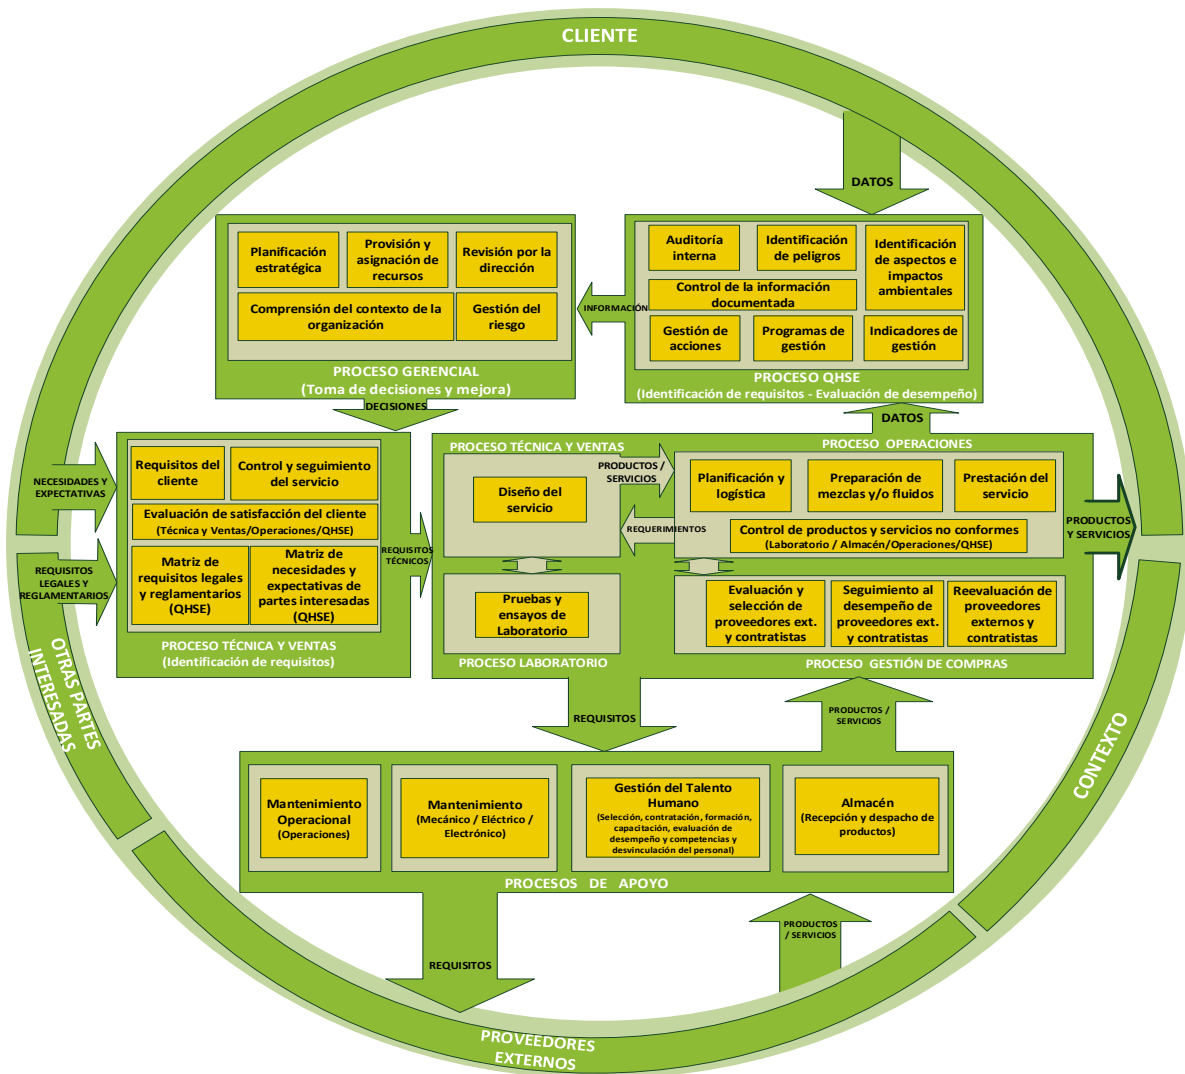 CLIENTE
DATOS
Planificación
estratégica
Provisión y
asignación de
recursos
Revisión por la
dirección
Comprensión del contexto de la
organización
Gestión del
riesgo
PROCESO GERENCIAL
(Toma de decisiones y mejora)
INFORMACIÓN
Auditoría
interna
Identificación
de peligros
Identificación
de aspectos e
impactos
ambientales
Control de la información
documentada
Gestión de
acciones
Programas de
gestión
Indicadores de
gestión
PROCESO QHSE
(Identificación de requisitos - Evaluación de desempeño)
DECISIONES
DATOS
NECESIDADES Y
EXPECTATIVAS
REQUISITOS
LEGALES Y
REGLAMENTARIOS
Requisitos del
cliente
Control y seguimiento
del servicio
Evaluación de satisfacción del cliente
(Técnica y Ventas/Operaciones/QHSE)
Matriz de
requisitos legales
y reglamentarios
(QHSE)
Matriz de
necesidades y
expectativas de
partes interesadas
(QHSE)
PROCESO TÉCNICA Y VENTAS
(Identificación de requisitos)
REQUISITOS
TÉCNICOS
PROCESO TÉCNICA Y VENTAS
Diseño del
servicio
PRODUCTOS /
SERVICIOS
REQUERIMIENTOS
PROCESO OPERACIONES
Planificación y
logística
Preparación de
mezclas y/o fluidos
Prestación del
servicio
Control de productos y servicios no conformes
(Laboratorio / Almacén/Operaciones/QHSE)
PRODUCTOS
Y SERVICIOS
Pruebas y
ensayos de
Laboratorio
PROCESO LABORATORIO
Evaluación y
selección de
proveedores ext.
y contratistas
Seguimiento al
desempeño de
proveedores ext.
y contratistas
Reevaluación de
proveedores
externos y
contratistas
PROCESO GESTIÓN DE COMPRAS
OTRAS PARTES
INTERESADAS
CONTEXTO
REQUISITOS
PRODUCTOS /
SERVICIOS
Mantenimiento
Operacional
(Operaciones)
Mantenimiento
(Mecánico / Eléctrico /
Electrónico)
Gestión del Talento
Humano
(Selección, contratación, formación,
capacitación, evaluación de
desempeño y competencias y
desvinculación del personal)
Almacén
(Recepción y despacho de
productos)
PROCESOS DE APOYO
REQUISITOS
PRODUCTOS
/ SERVICIOS
PROVEEDORES
EXTERNOS